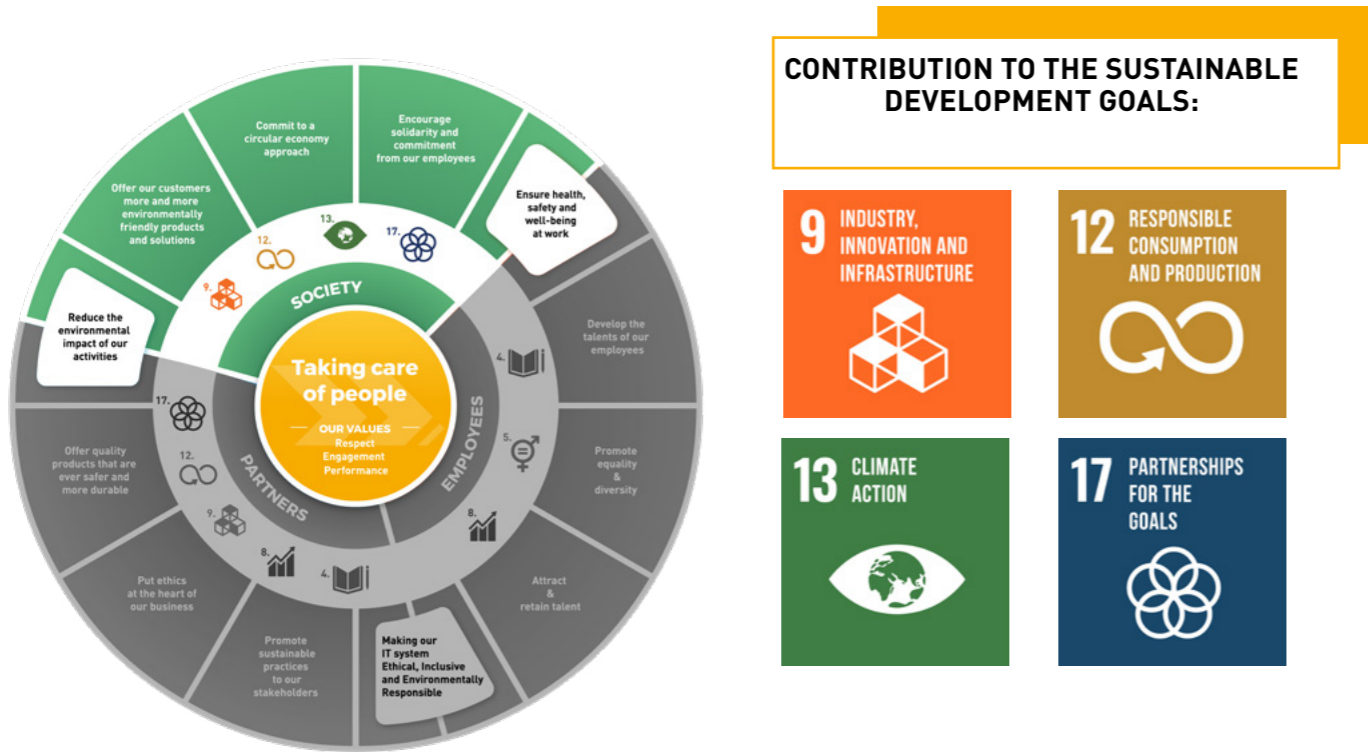 CONTRIBUTION TO THE SUSTAINABLE
DEVELOPMENT GOALS:
Commit to a
circular economy
approach
Encourage
solidarity and
commitment
from our employees
Offer our customers
more and more
environmentally
friendly products
and solutions
Ensure health,
safety and
well-being
at work
Reduce the
environmental
impact of our
activities
9.
12.
13.
17.
SOCIETY
Taking care
of people
OUR VALUES
Respect
Engagement
Performance
EMPLOYEES
4.
5.
8.
Develop the
talents of our
employees
Promote
equality
&
diversity
Attract
&
retain talent
Making our
IT system
Ethical, Inclusive
and Environmentally
Responsible
PARTNERS
17.
12.
9.
8.
4.
Offer quality
products that are
ever safer and
more durable
Put ethics
at the heart of
our business
Promote
sustainable
practices
to our
stakeholders
9 INDUSTRY,
INNOVATION AND
INFRASTRUCTURE
12 RESPONSIBLE
CONSUMPTION
AND PRODUCTION
13 CLIMATE
ACTION
17 PARTNERSHIPS
FOR THE
GOALS